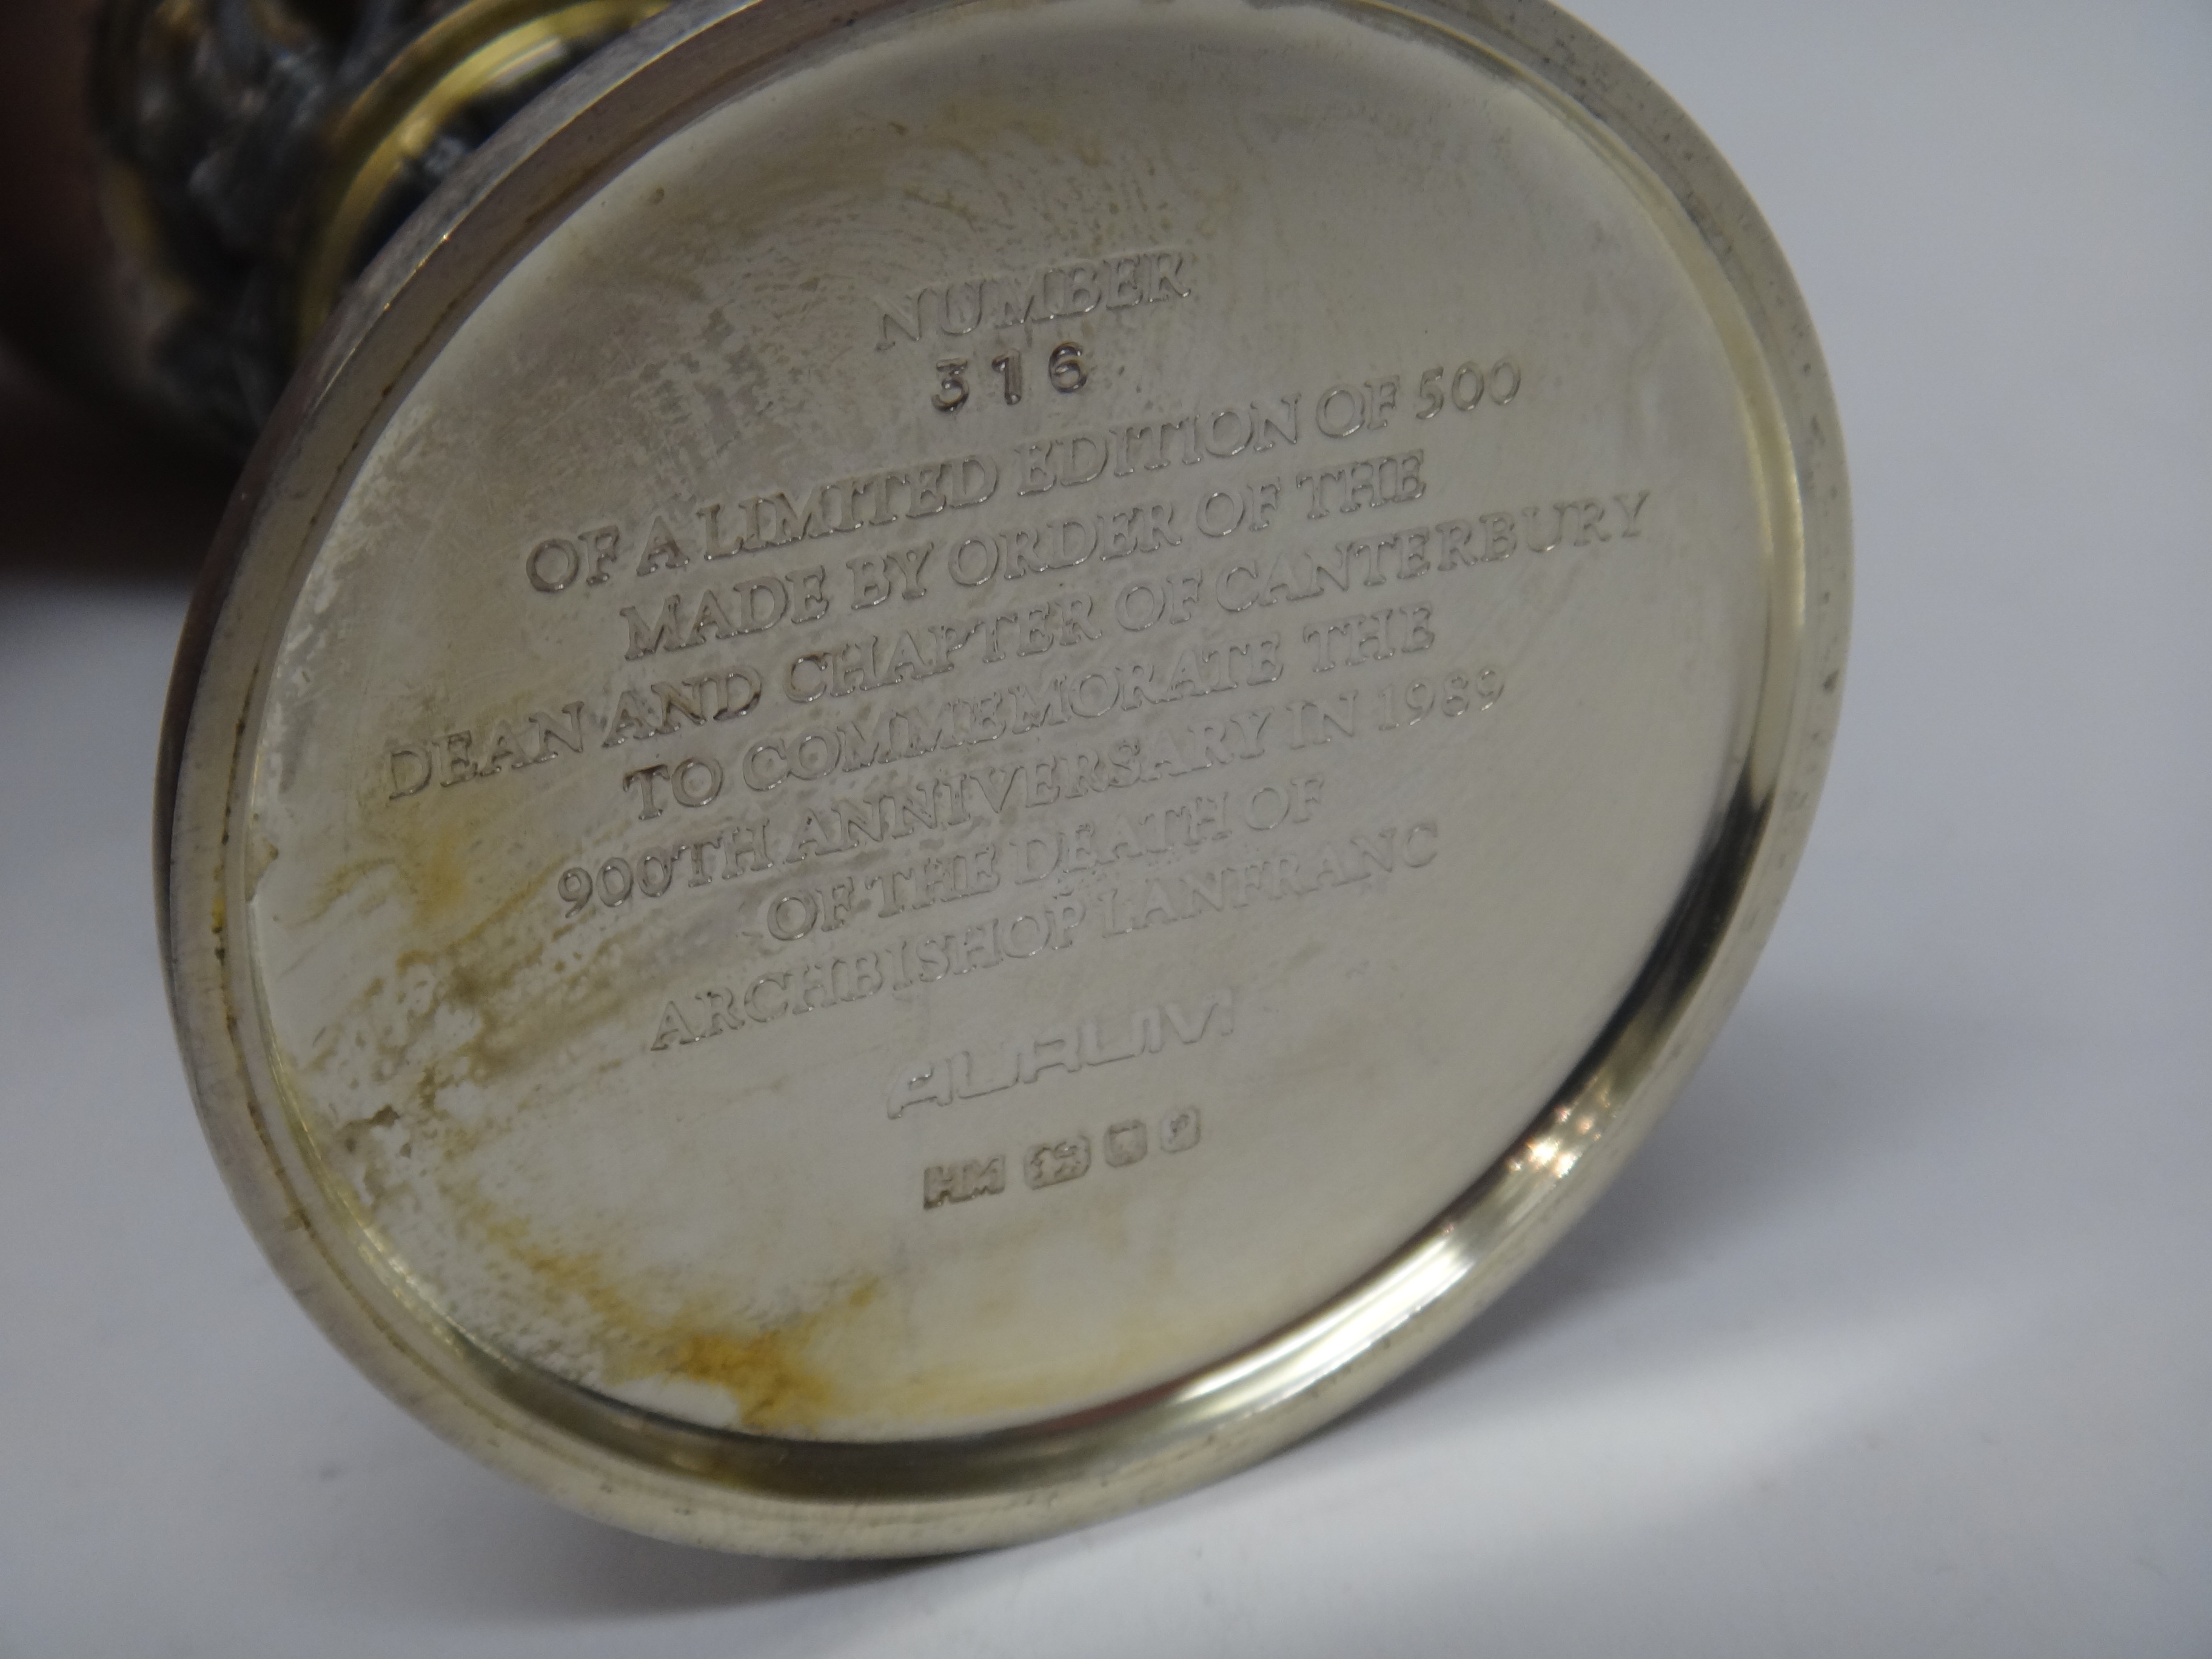 NUMBER
316
OF A LIMITED EDITION OF 500
MADE BY ORDER OF THE
DEAN AND CHAPTER OF CANTERBURY
TO COMMEMORATE THE
900TH ANNIVERSARY IN 1989
OF THE DEATH OF
ARCHBISHOP LANFRANC
AURUM
HM